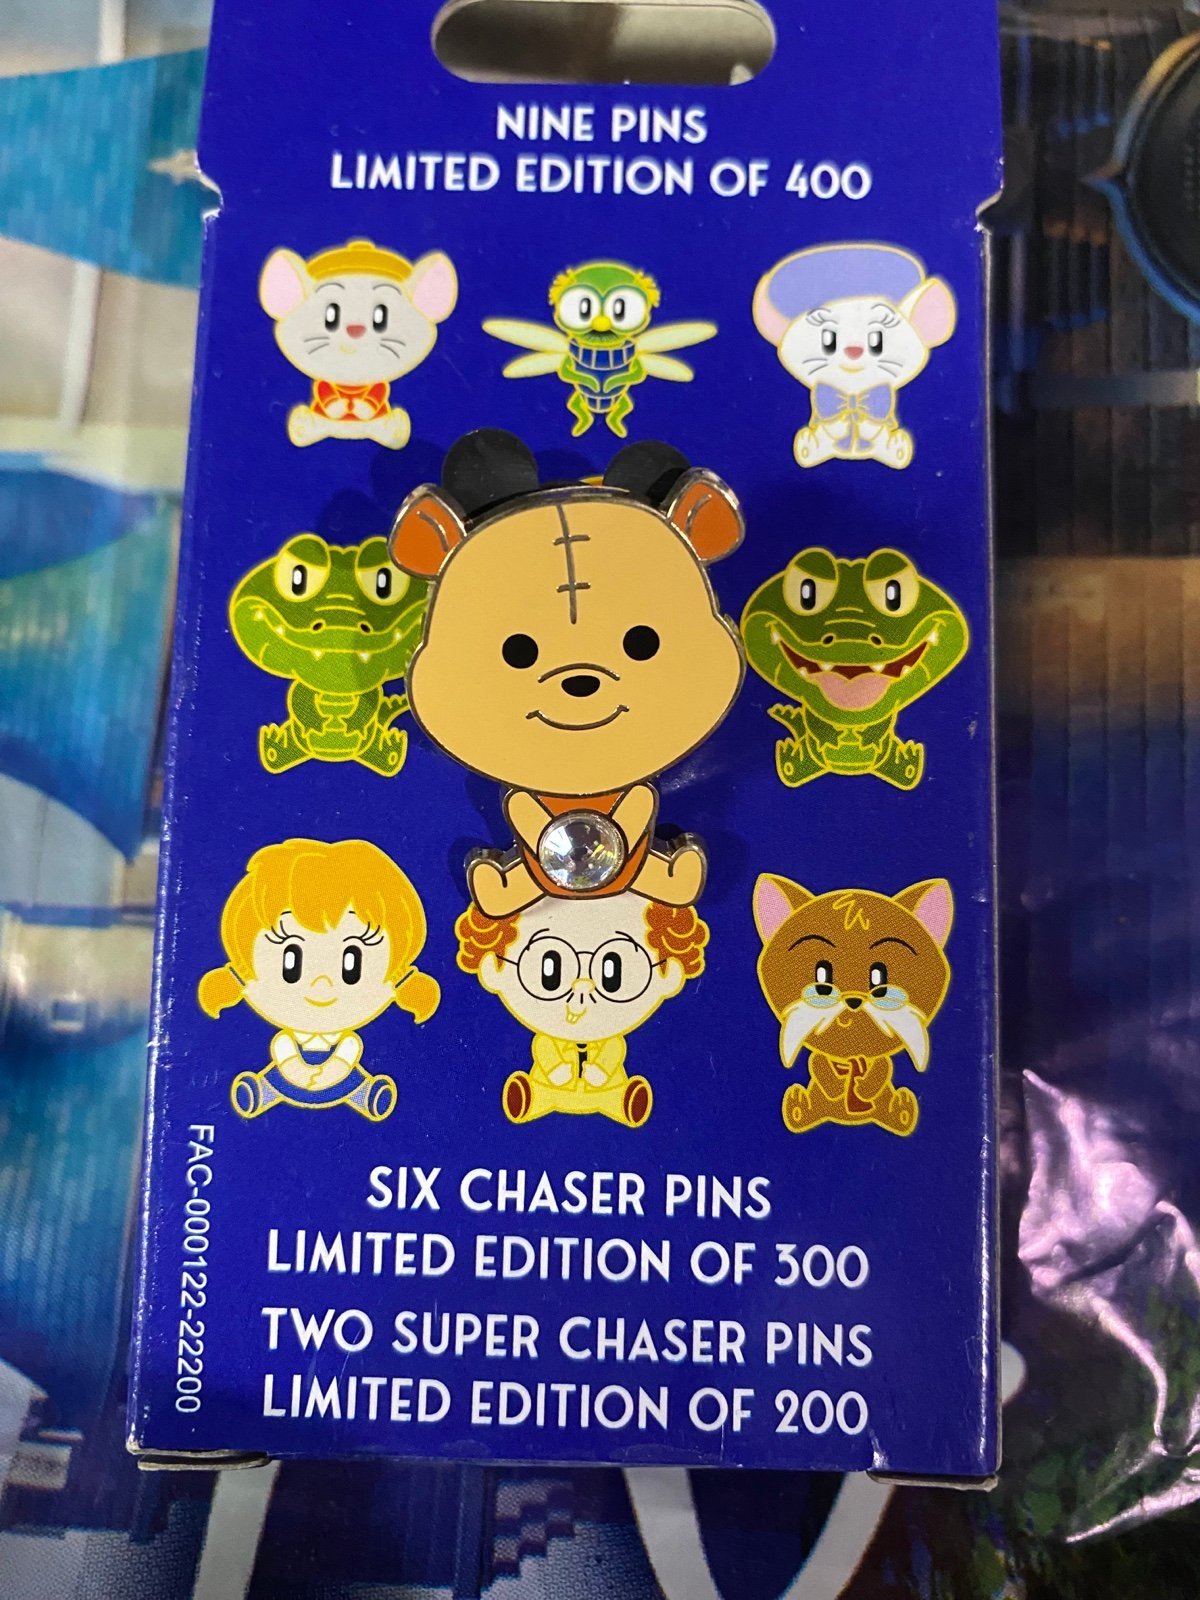 NINE PINS
LIMITED EDITION OF 400
SIX CHASER PINS
LIMITED EDITION OF 300
TWO SUPER CHASER PINS
LIMITED EDITION OF 200
FAC-000122-22200